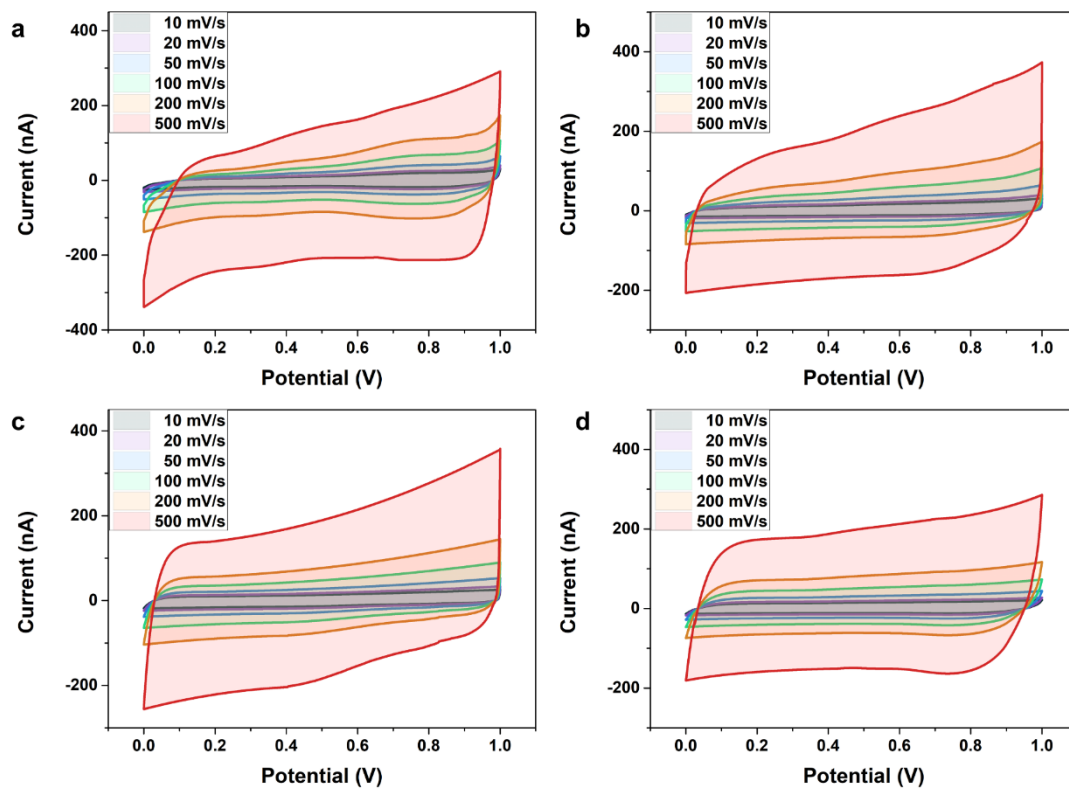 a
10 mV/s
20 mV/s
50 mV/s
100 mV/s
200 mV/s
500 mV/s
400
200
0
-200
-400
0.0 0.2 0.4 0.6 0.8 1.0
Current (nA)
Potential (V)
b
10 mV/s
20 mV/s
50 mV/s
100 mV/s
200 mV/s
500 mV/s
400
200
0
-200
0.0 0.2 0.4 0.6 0.8 1.0
Current (nA)
Potential (V)
c
10 mV/s
20 mV/s
50 mV/s
100 mV/s
200 mV/s
500 mV/s
400
200
0
-200
0.0 0.2 0.4 0.6 0.8 1.0
Current (nA)
Potential (V)
d
10 mV/s
20 mV/s
50 mV/s
100 mV/s
200 mV/s
500 mV/s
400
200
0
-200
0.0 0.2 0.4 0.6 0.8 1.0
Current (nA)
Potential (V)